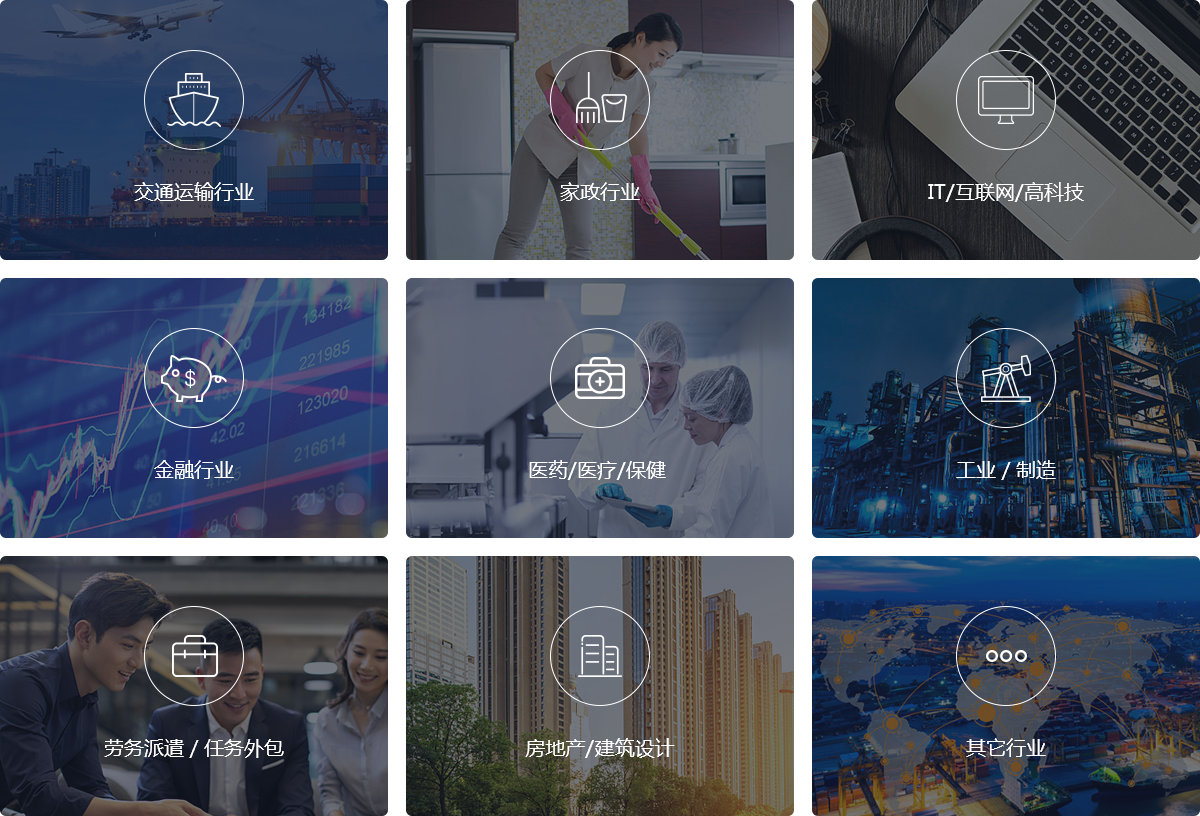 交通运输行业
家政行业
IT/互联网/高科技
134182
221985
123020
42.02
216614
金融行业
医药/医疗/保健
工业 / 制造
劳务派遣 / 任务外包
房地产/建筑设计
其它行业